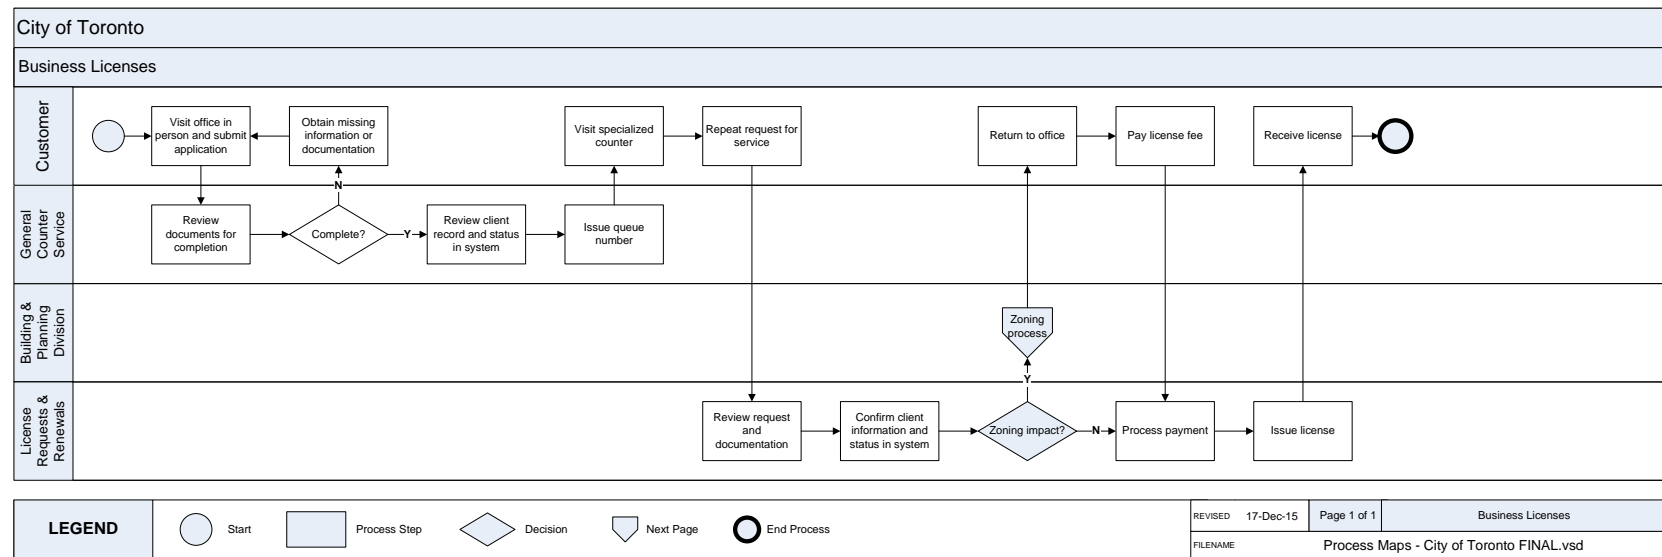 City of Toronto
Business Licenses
Customer
Visit office in
person and submit
application
Obtain missing
information or
documentation
Visit specialized
counter
Repeat request for
service
Return to office
Pay license fee
Receive license
N
General
Counter
Service
Review
documents for
completion
Complete?
Y
Review client
record and status
in system
Issue queue
number
Building &
Planning
Division
Zoning
process
Y
License
Requests &
Renewals
Review request
and
documentation
Confirm client
information and
status in system
Zoning impact?
N
Process payment
Issue license
LEGEND
Start
Process Step
Decision
Next Page
End Process
REVISED 17-Dec-15 Page 1 of 1 Business Licenses
FILENAME Process Maps - City of Toronto FINAL.vsd